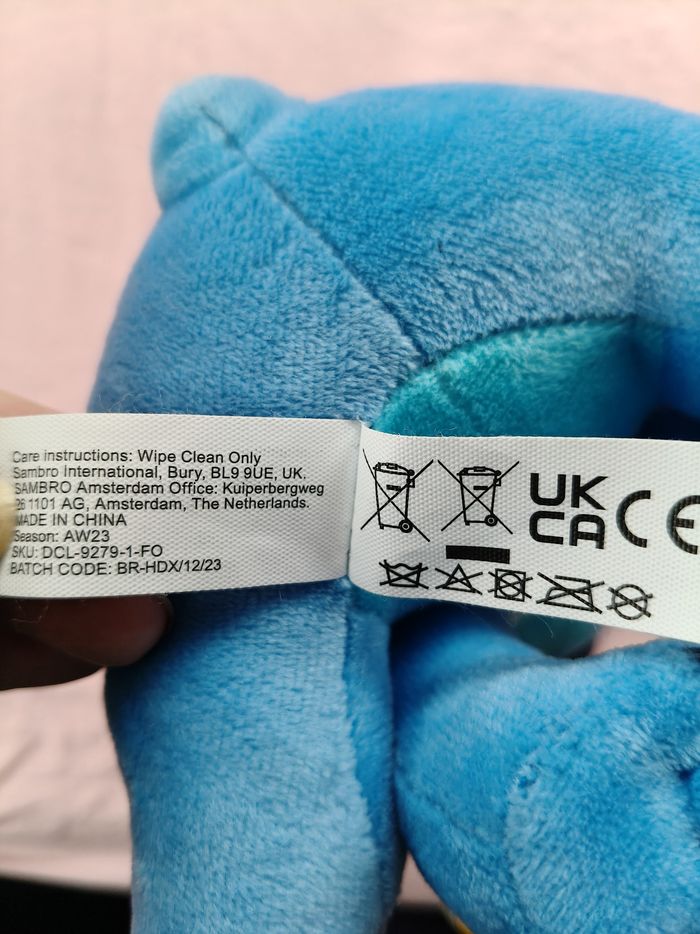 Care instructions: Wipe Clean Only
Sambro International, Bury, BL9 9UE, UK.
SAMBRO Amsterdam Office: Kuiperbergweg
26 1101 AG, Amsterdam, The Netherlands.
MADE IN CHINA
Season: AW23
SKU: DCL-9279-1-FO
BATCH CODE: BR-HDX/12/23
UK
CA
CE